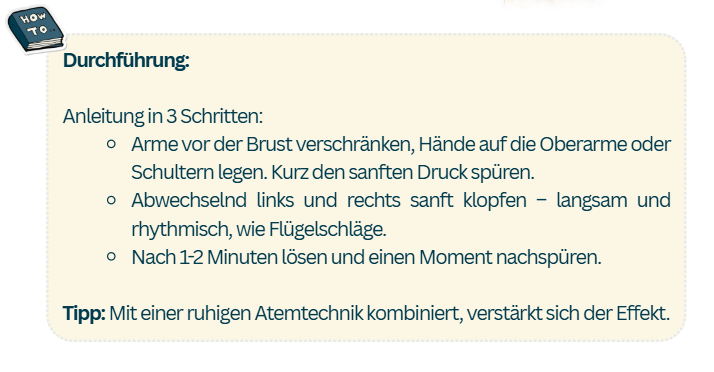 HOW TO
Durchführung:
Anleitung in 3 Schritten:
Arme vor der Brust verschränken, Hände auf die Oberarme oder
Schultern legen. Kurz den sanften Druck spüren.
Abwechselnd links und rechts sanft klopfen – langsam und
rhythmisch, wie Flügelschläge.
Nach 1-2 Minuten lösen und einen Moment nachspüren.
Tipp: Mit einer ruhigen Atemtechnik kombiniert, verstärkt sich der Effekt.